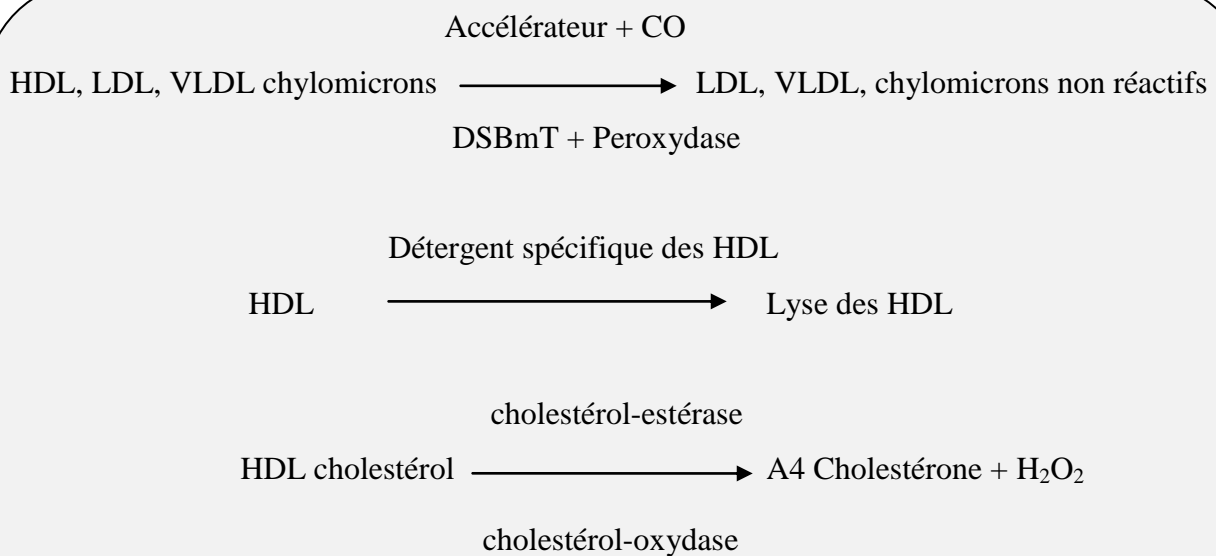 Accélérateur + CO
HDL, LDL, VLDL chylomicrons LDL, VLDL, chylomicrons non réactifs
DSBmT + Peroxydase
Détergent spécifique des HDL
HDL Lyse des HDL
cholestérol-estérase
HDL cholestérol A4 Cholestérone + H₂O₂
cholestérol-oxydase